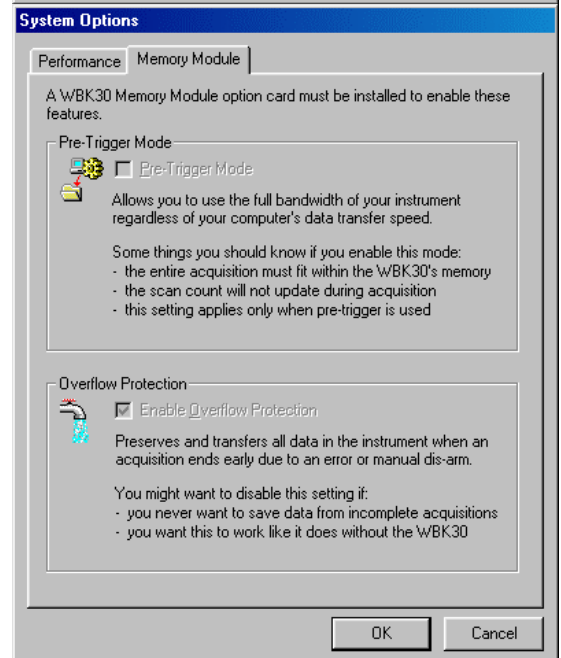 System Options
Performance
Memory Module
A WBK30 Memory Module option card must be installed to enable these
features.
Pre-Trigger Mode
Pre-Trigger Mode
Allows you to use the full bandwidth of your instrument
regardless of your computer's data transfer speed.
Some things you should know if you enable this mode:
- the entire acquisition must fit within the WBK30's memory
- the scan count will not update during acquisition
- this setting applies only when pre-trigger is used
Overflow Protection
Enable Overflow Protection
Preserves and transfers all data in the instrument when an
acquisition ends early due to an error or manual dis-arm.
You might want to disable this setting if:
- you never want to save data from incomplete acquisitions
- you want this to work like it does without the WBK30
OK
Cancel